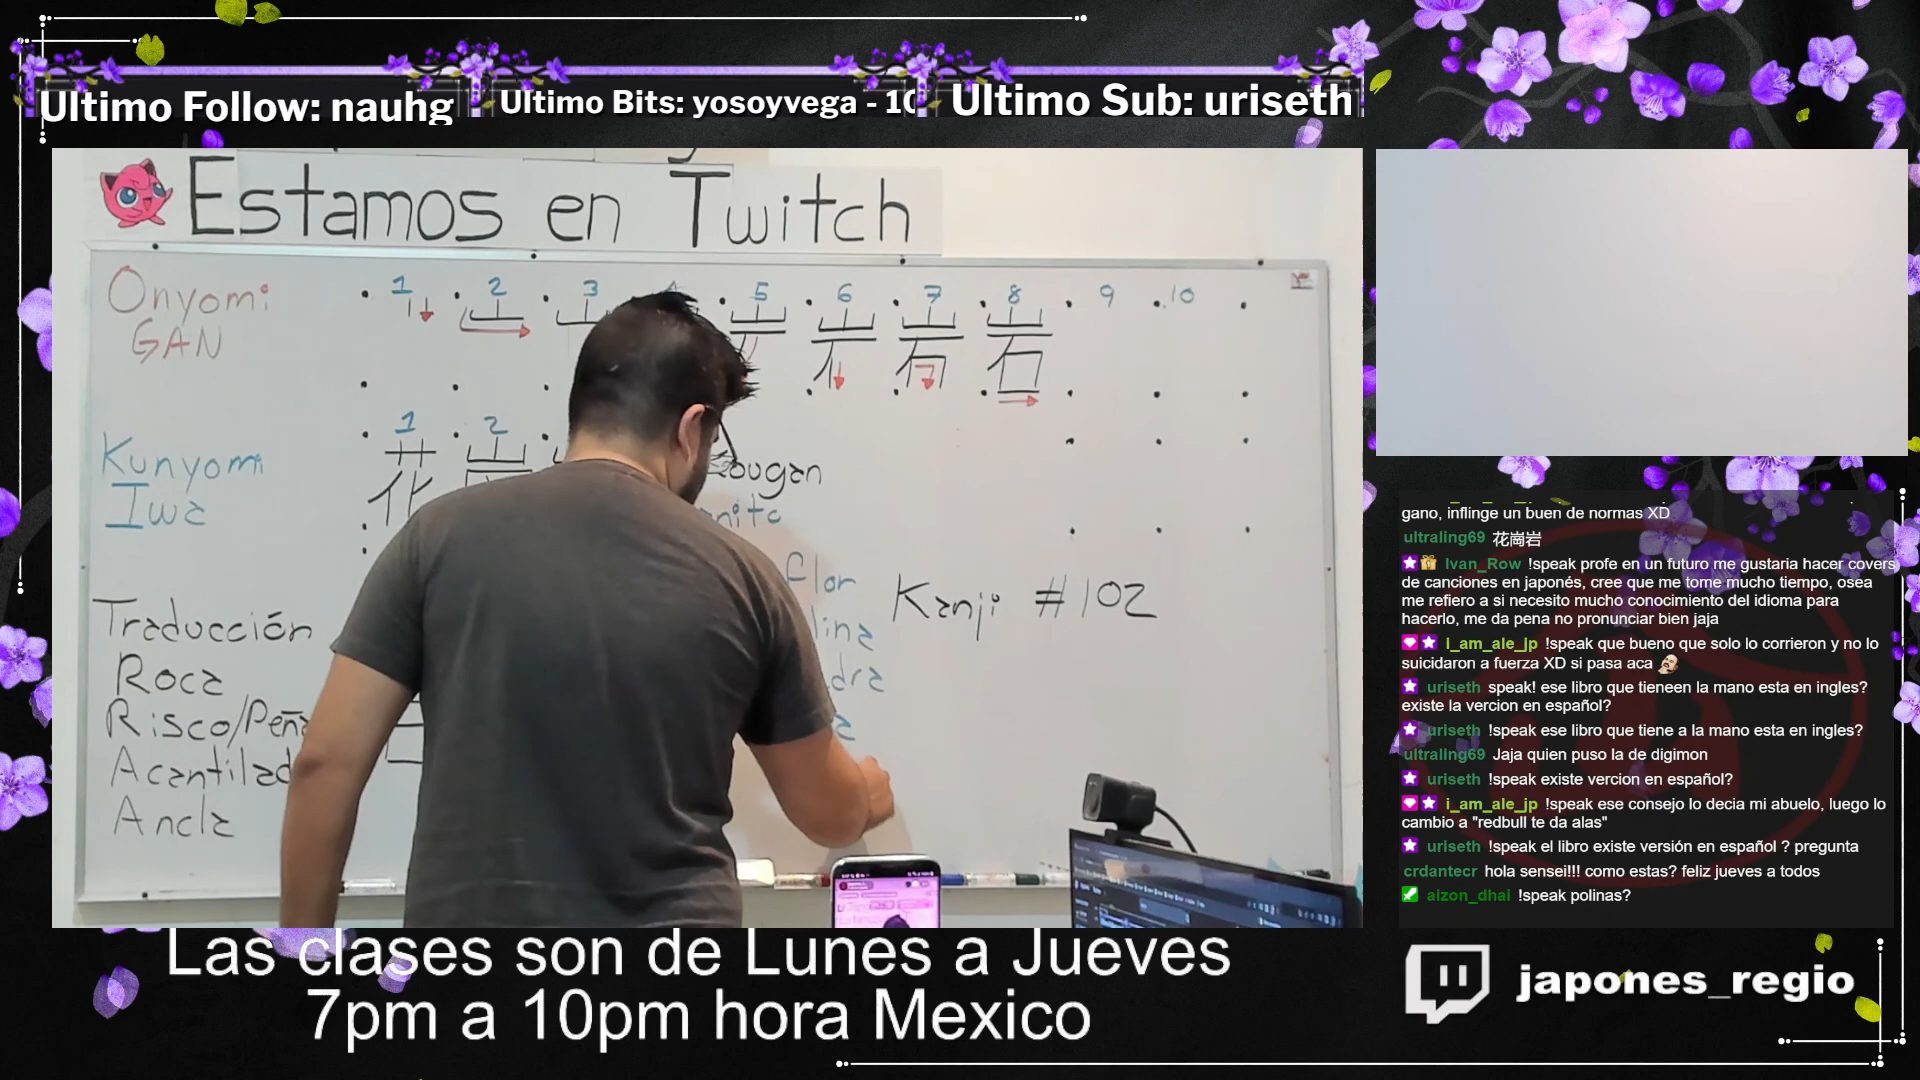 Ultimo Follow: nauhg
Ultimo Bits: yosoyvega - 10
Ultimo Sub: uriseth
Estamos en Twitch
Onyomi
GAN
1 2 3 4 5 6 7 8 9 10
Kunyomi
Iwa
1 2
花
Flor
Kanji #102
Traducción
Roca
Risco/Peña
Acantilad
Ancla
gano, inflinge un buen de normas XD
ultraling69 花崗岩
Ivan_Row !speak profe en un futuro me gustaria hacer covers
de canciones en japonés, cree que me tome mucho tiempo, osea
me refiero a si necesito mucho conocimiento del idioma para
hacerlo, me da pena no pronunciar bien jaja
i_am_ale_jp !speak que bueno que solo lo corrieron y no lo
suicidaron a fuerza XD si pasa aca
uriseth speak! ese libro que tieneen la mano esta en ingles?
existe la vercion en español?
uriseth !speak ese libro que tiene a la mano esta en ingles?
ultraling69 Jaja quien puso la de digimon
uriseth !speak existe vercion en español?
i_am_ale_jp !speak ese consejo lo decia mi abuelo, luego lo
cambio a "redbull te da alas"
uriseth !speak el libro existe versión en español ? pregunta
crdantecr hola sensei!!! como estas? feliz jueves a todos
aizon_dhai !speak polinas?
Las clases son de Lunes a Jueves
7pm a 10pm hora Mexico
japones_regio